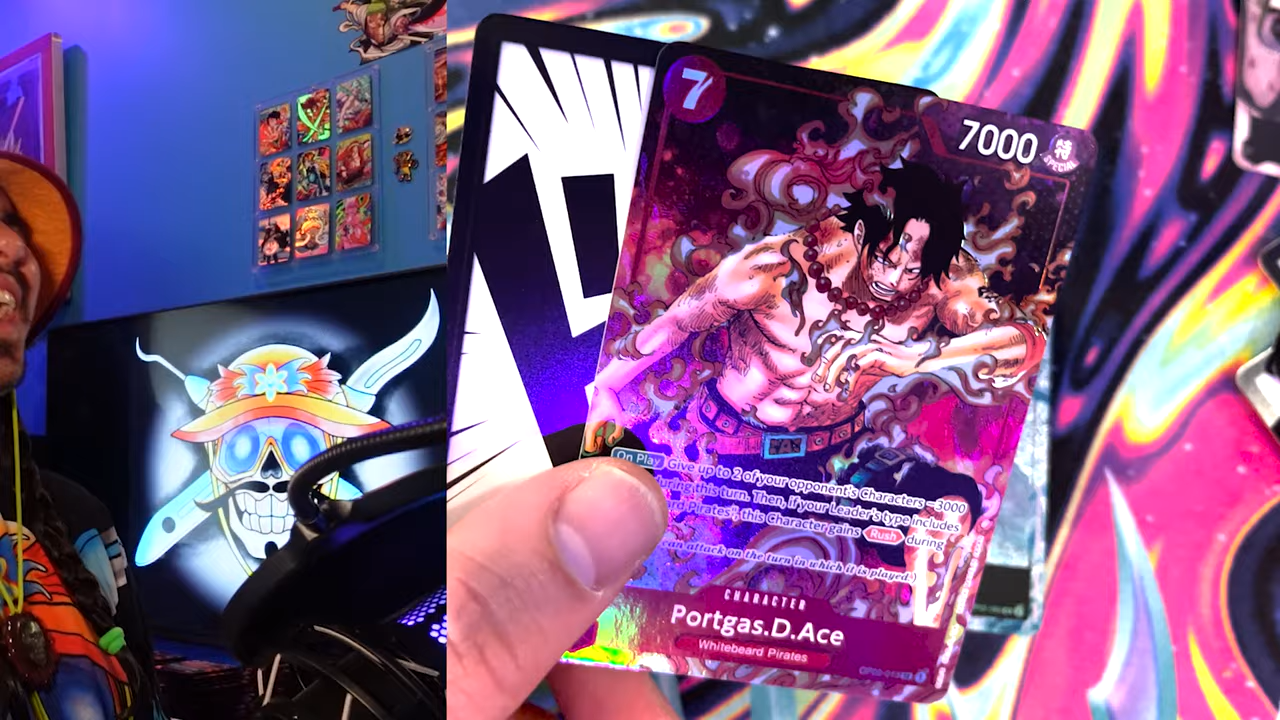 7
7000
特
SPECIAL
On Play Give up to 2 of your opponent's Characters −3000
during this turn. Then, if your Leader's type includes
Pirates", this Character gains Rush during
can attack on the turn in which it is played.)
CHARACTER
Portgas.D.Ace
Whitebeard Pirates